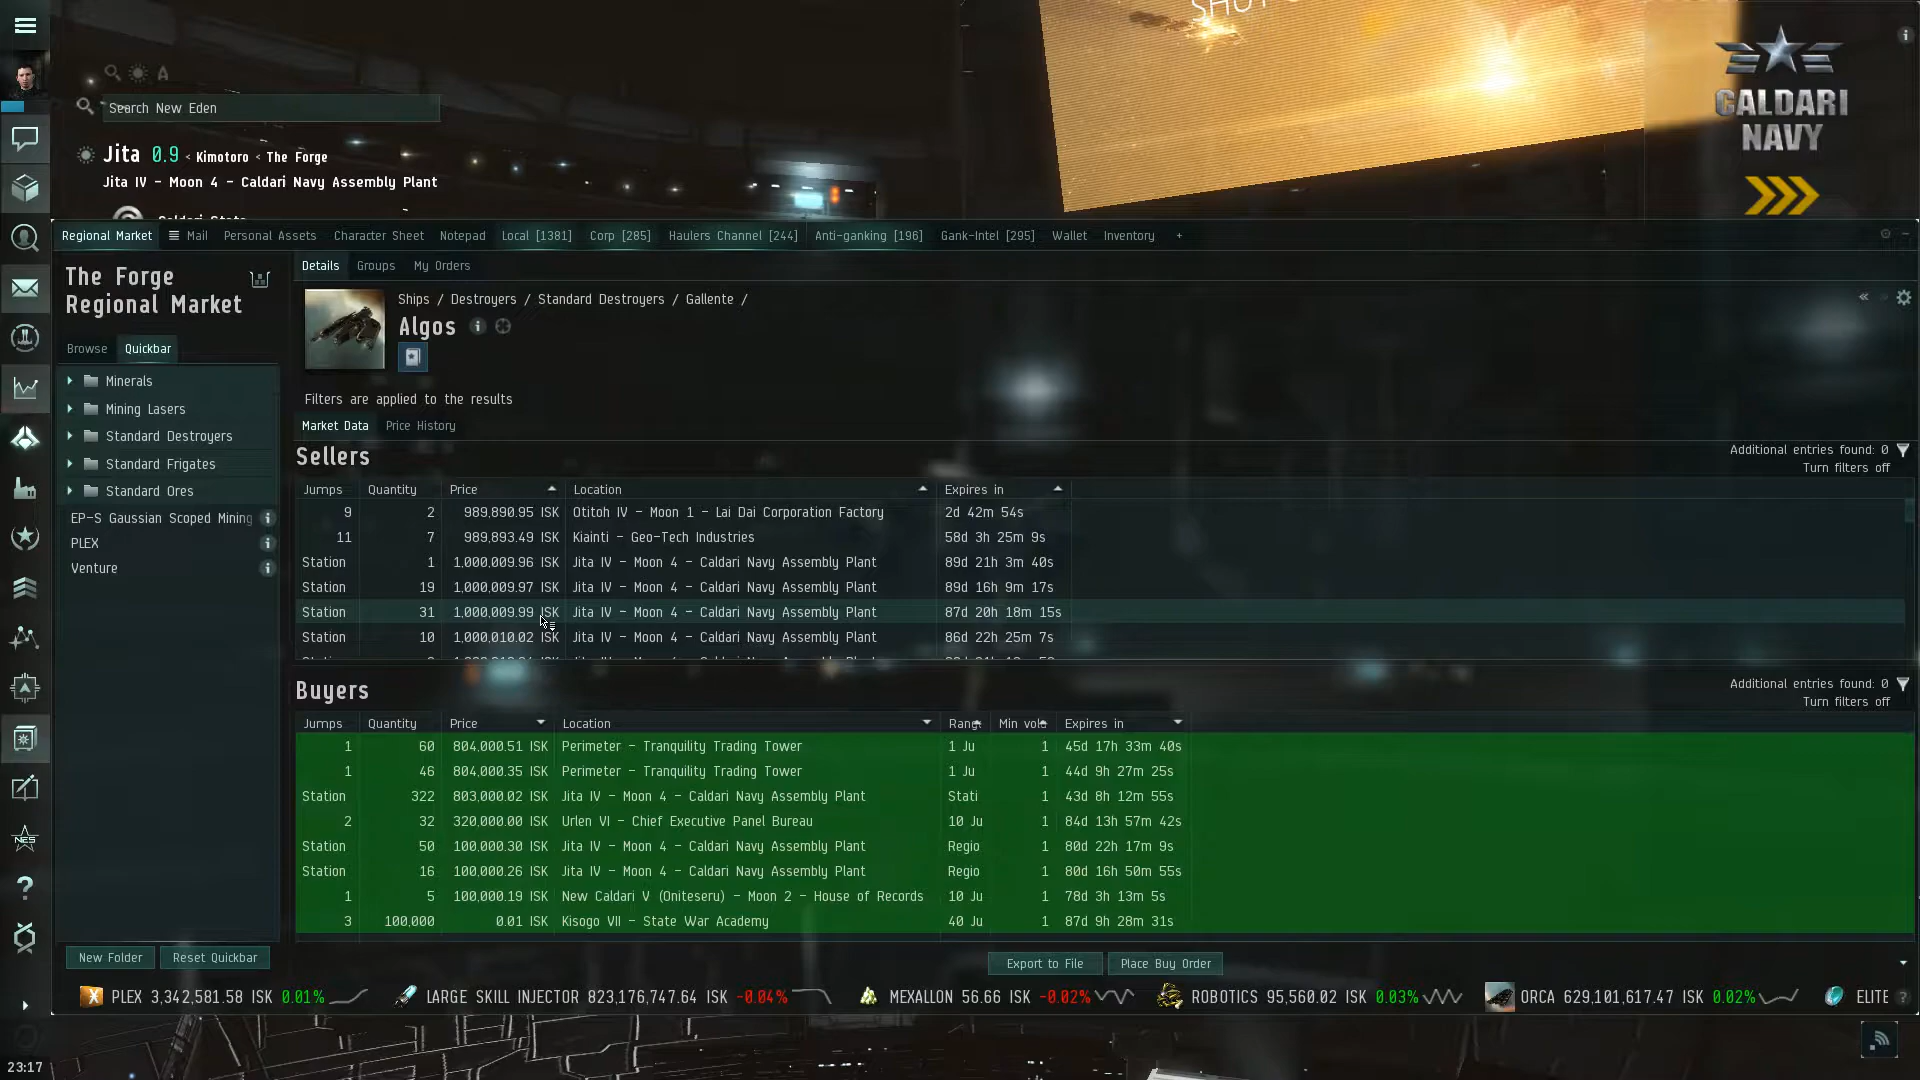 SHUT
CALDARI
NAVY
Search New Eden
Jita 0.9 < Kimotoro < The Forge
Jita IV - Moon 4 - Caldari Navy Assembly Plant
Caldari State
Regional Market Mail Personal Assets Character Sheet Notepad Local [1381] Corp [285] Haulers Channel [244] Anti-ganking [196] Gank-Intel [295] Wallet Inventory +
The Forge
Regional Market
Browse Quickbar
Minerals
Mining Lasers
Standard Destroyers
Standard Frigates
Standard Ores
EP-S Gaussian Scoped Mining
PLEX
Venture
New Folder Reset Quickbar
Details Groups My Orders
Ships / Destroyers / Standard Destroyers / Gallente /
Algos
Filters are applied to the results
Market Data Price History
Sellers
Additional entries found: 0
Turn filters off
Jumps Quantity Price Location Expires in
9 2 989,890.95 ISK Otitoh IV - Moon 1 - Lai Dai Corporation Factory 2d 42m 54s
11 7 989,893.49 ISK Kiainti - Geo-Tech Industries 58d 3h 25m 9s
Station 1 1,000,009.96 ISK Jita IV - Moon 4 - Caldari Navy Assembly Plant 89d 21h 3m 40s
Station 19 1,000,009.97 ISK Jita IV - Moon 4 - Caldari Navy Assembly Plant 89d 16h 9m 17s
Station 31 1,000,009.99 ISK Jita IV - Moon 4 - Caldari Navy Assembly Plant 87d 20h 18m 15s
Station 10 1,000,010.02 ISK Jita IV - Moon 4 - Caldari Navy Assembly Plant 86d 22h 25m 7s
Buyers
Additional entries found: 0
Turn filters off
Jumps Quantity Price Location Rang Min volu Expires in
1 60 804,000.51 ISK Perimeter - Tranquility Trading Tower 1 Ju 1 45d 17h 33m 40s
1 46 804,000.35 ISK Perimeter - Tranquility Trading Tower 1 Ju 1 44d 9h 27m 25s
Station 322 803,000.02 ISK Jita IV - Moon 4 - Caldari Navy Assembly Plant Stati 1 43d 8h 12m 55s
2 32 320,000.00 ISK Urlen VI - Chief Executive Panel Bureau 10 Ju 1 84d 13h 57m 42s
Station 50 100,000.30 ISK Jita IV - Moon 4 - Caldari Navy Assembly Plant Regio 1 80d 22h 17m 9s
Station 16 100,000.26 ISK Jita IV - Moon 4 - Caldari Navy Assembly Plant Regio 1 80d 16h 50m 55s
1 5 100,000.19 ISK New Caldari V (Oniteseru) - Moon 2 - House of Records 10 Ju 1 78d 3h 13m 5s
3 100,000 0.01 ISK Kisogo VII - State War Academy 40 Ju 1 87d 9h 28m 31s
Export to File Place Buy Order
PLEX 3,342,581.58 ISK 0.01% LARGE SKILL INJECTOR 823,176,747.64 ISK -0.04% MEXALLON 56.66 ISK -0.02% ROBOTICS 95,560.02 ISK 0.03% ORCA 629,101,617.47 ISK 0.02% ELITE
NES
?
23:17